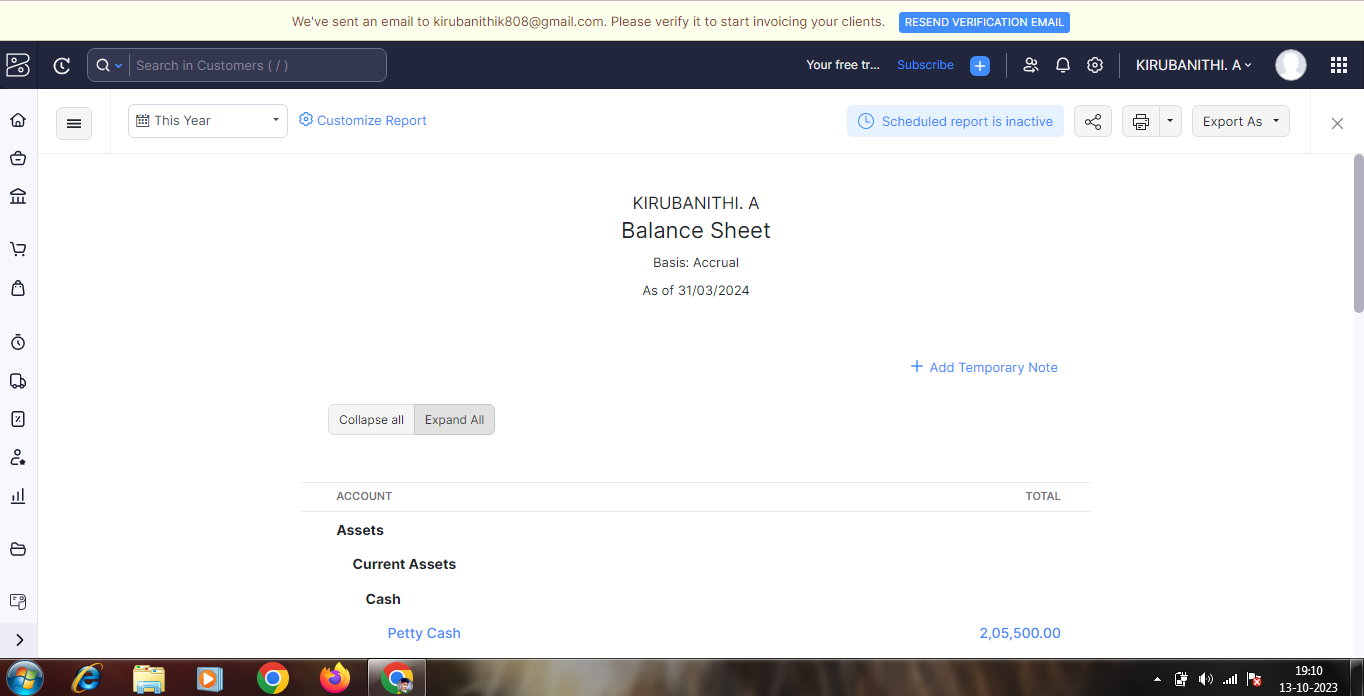 We've sent an email to kirubanithik808@gmail.com. Please verify it to start invoicing your clients. RESEND VERIFICATION EMAIL
Search in Customers ( / ) Your free tr... Subscribe KIRUBANITHI. A
This Year Customize Report Scheduled report is inactive Export As
KIRUBANITHI. A
Balance Sheet
Basis: Accrual
As of 31/03/2024
Add Temporary Note
Collapse all Expand All
ACCOUNT TOTAL
Assets
Current Assets
Cash
Petty Cash 2,05,500.00
19:10
13-10-2023